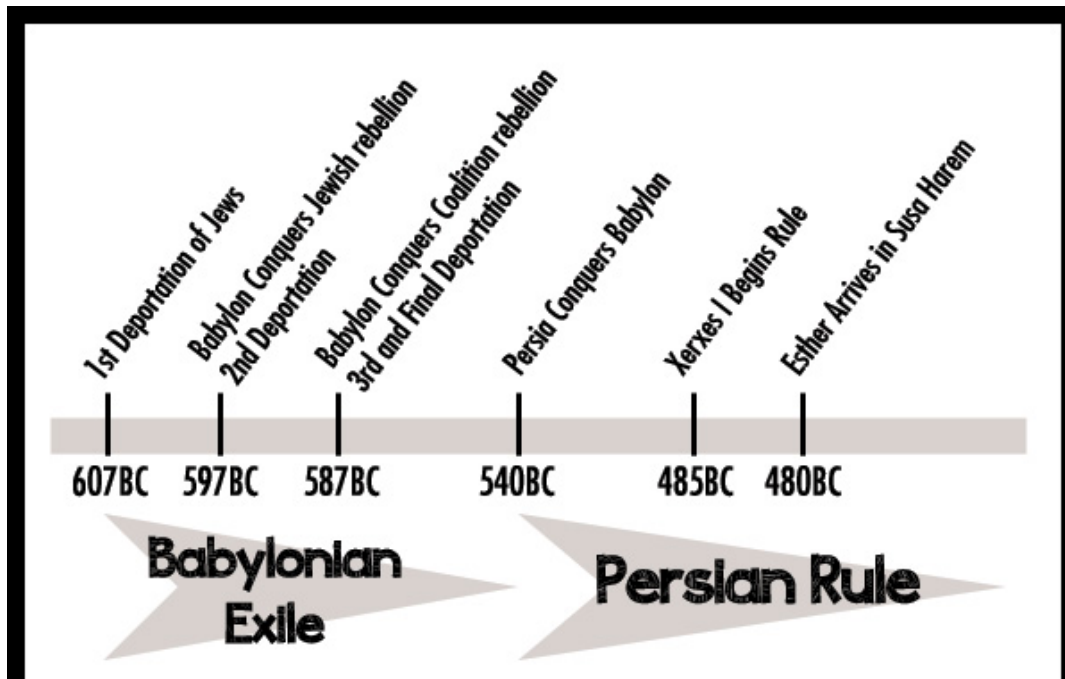 1st Deportation of Jews
Babylon Conquers Jewish rebellion
2nd Deportation
Babylon Conquers Coalition rebellion
3rd and Final Deportation
Persia Conquers Babylon
Xerxes I Begins Rule
Esther Arrives in Susa Harem
607BC
597BC
587BC
540BC
485BC
480BC
Babylonian
Exile
Persian Rule